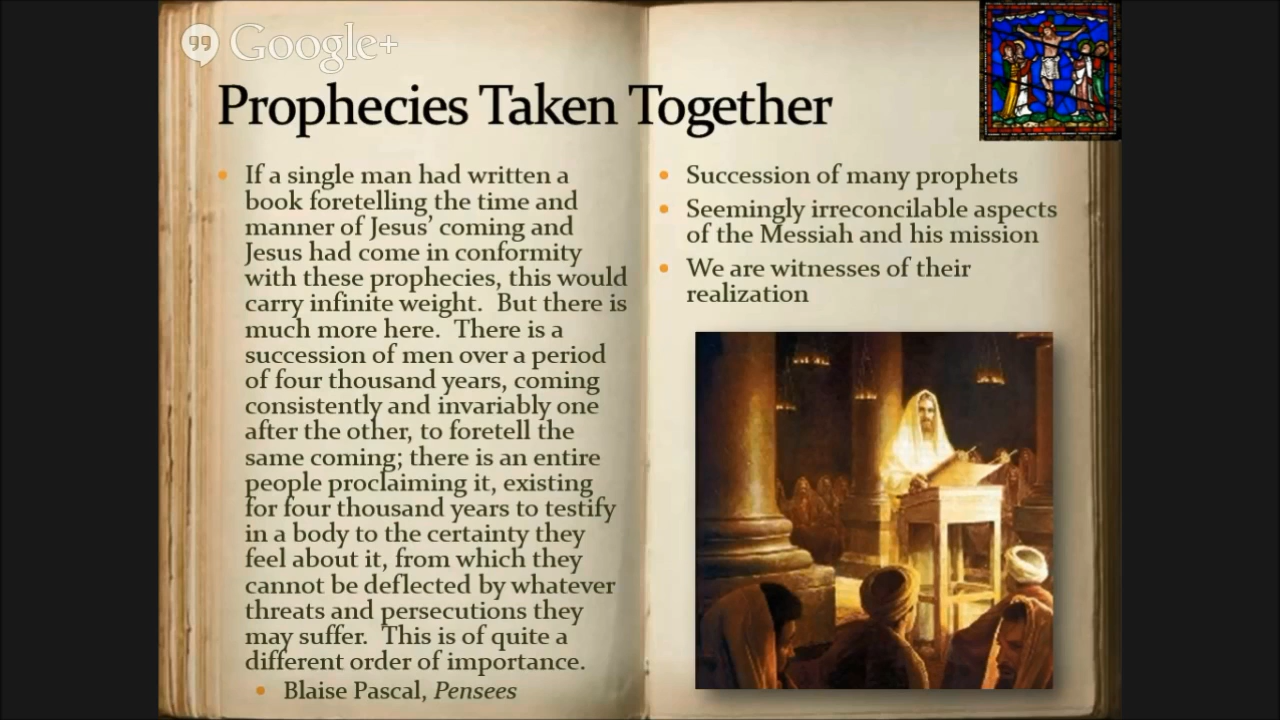 Google+
Prophecies Taken Together
If a single man had written a
book foretelling the time and
manner of Jesus’ coming and
Jesus had come in conformity
with these prophecies, this would
carry infinite weight.  But there is
much more here.  There is a
succession of men over a period
of four thousand years, coming
consistently and invariably one
after the other, to foretell the
same coming; there is an entire
people proclaiming it, existing
for four thousand years to testify
in a body to the certainty they
feel about it, from which they
cannot be deflected by whatever
threats and persecutions they
may suffer.  This is of quite a
different order of importance.
Blaise Pascal, Pensees
Succession of many prophets
Seemingly irreconcilable aspects
of the Messiah and his mission
We are witnesses of their
realization